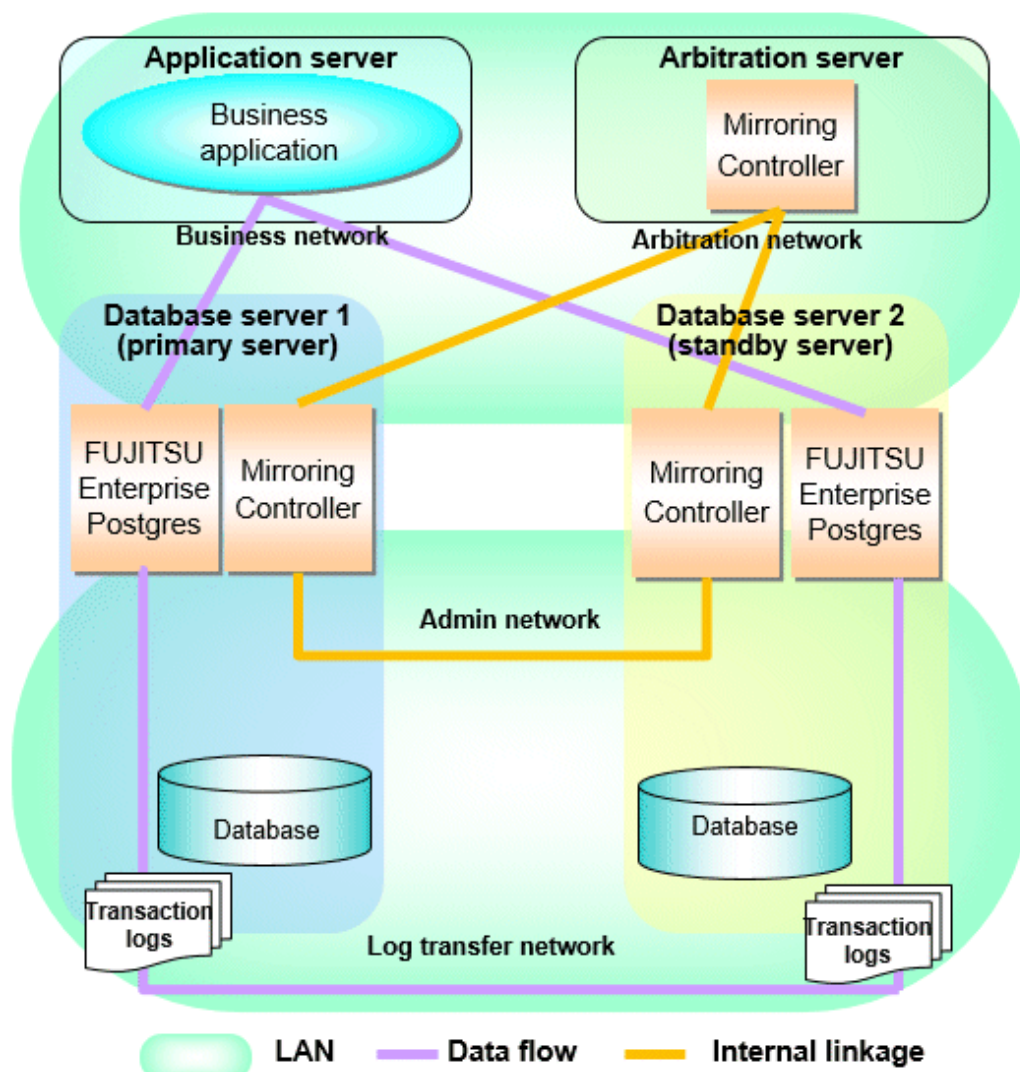 Application server
Business
application
Arbitration server
Mirroring
Controller
Business network
Arbitration network
Database server 1
(primary server)
Database server 2
(standby server)
FUJITSU
Enterprise
Postgres
Mirroring
Controller
Mirroring
Controller
FUJITSU
Enterprise
Postgres
Admin network
Database
Database
Transaction
logs
Transaction
logs
Log transfer network
LAN
Data flow
Internal linkage